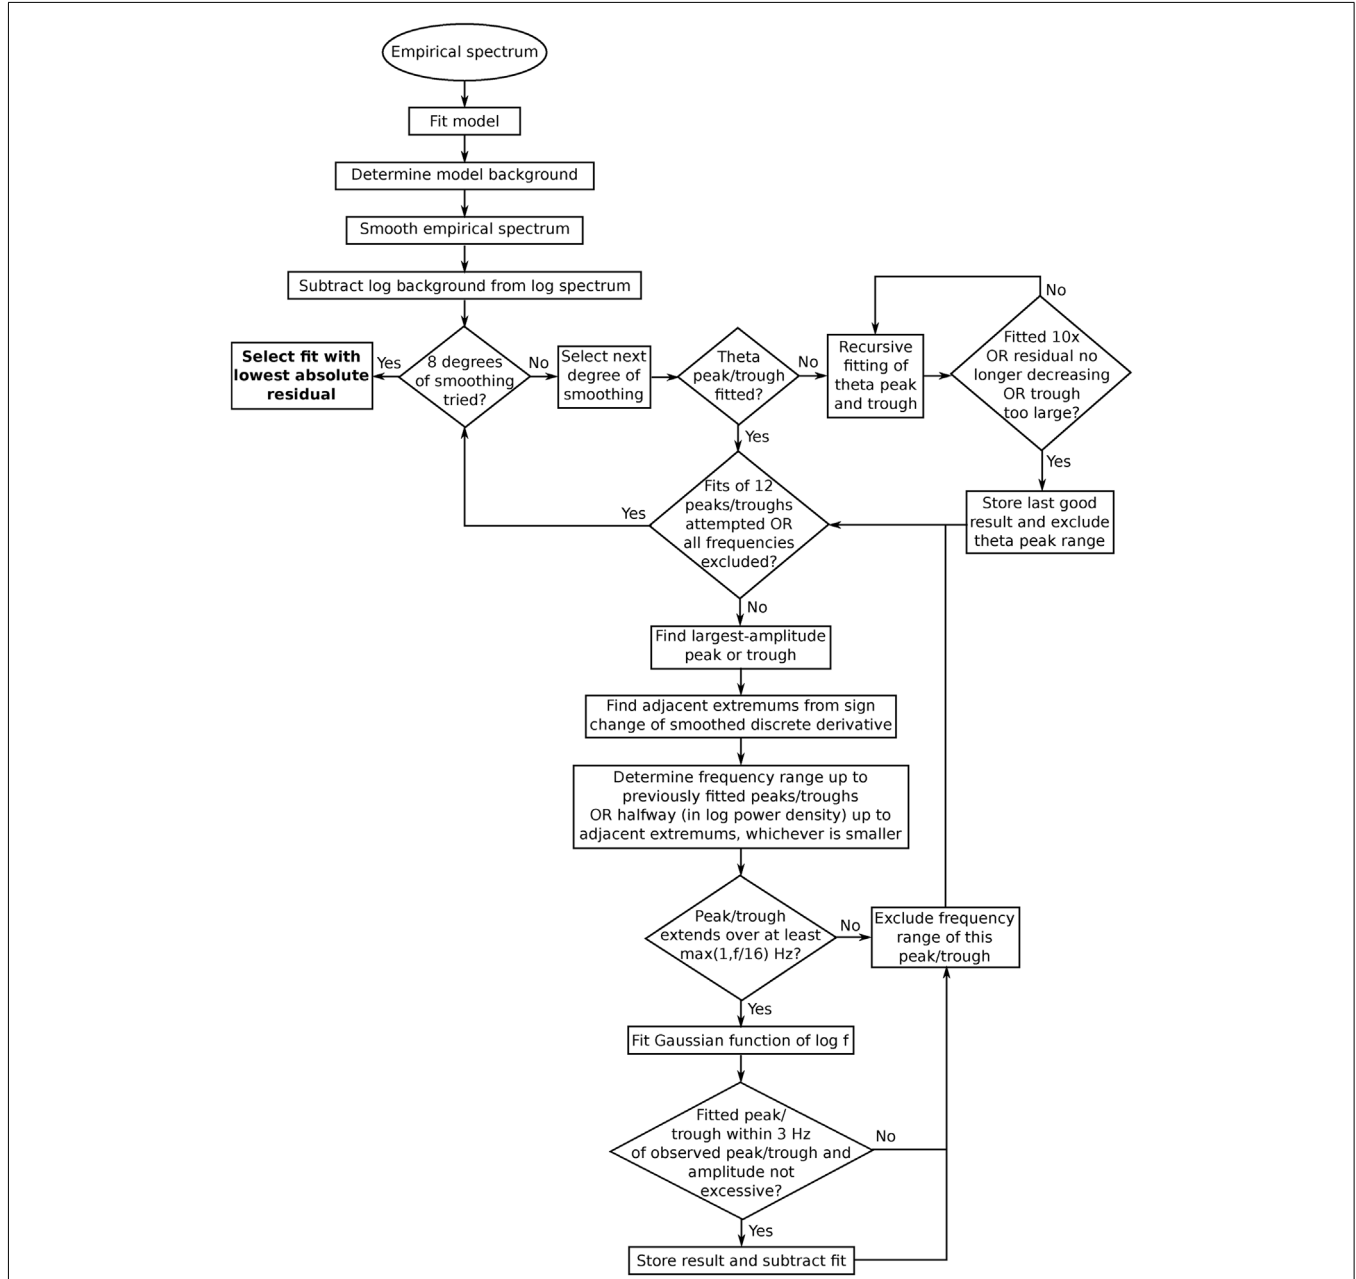 Empirical spectrum
Fit model
Determine model background
Smooth empirical spectrum
Subtract log background from log spectrum
Select fit with
lowest absolute
residual
Yes
8 degrees
of smoothing
tried?
No
Select next
degree of
smoothing
Theta
peak/trough
fitted?
No
Recursive
fitting of
theta peak
and trough
No
Fitted 10x
OR residual no
longer decreasing
OR trough
too large?
Yes
Yes
Store last good
result and exclude
theta peak range
Fits of 12
peaks/troughs
attempted OR
all frequencies
excluded?
Yes
No
Find largest-amplitude
peak or trough
Find adjacent extremums from sign
change of smoothed discrete derivative
Determine frequency range up to
previously fitted peaks/troughs
OR halfway (in log power density) up to
adjacent extremums, whichever is smaller
Peak/trough
extends over at least
max(1,f/16) Hz?
No
Exclude frequency
range of this
peak/trough
Yes
Fit Gaussian function of log f
Fitted peak/
trough within 3 Hz
of observed peak/trough and
amplitude not
excessive?
No
Yes
Store result and subtract fit